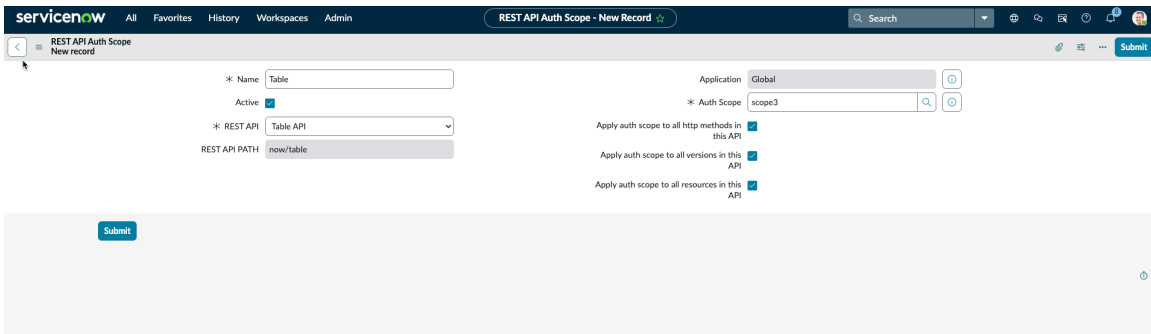 servicenow All Favorites History Workspaces Admin REST API Auth Scope - New Record Search 8
REST API Auth Scope
New record
Submit
Name Table
Application Global
Active
Auth Scope scope3
REST API Table API
Apply auth scope to all http methods in
this API
REST API PATH now/table
Apply auth scope to all versions in this
API
Apply auth scope to all resources in this
API
Submit